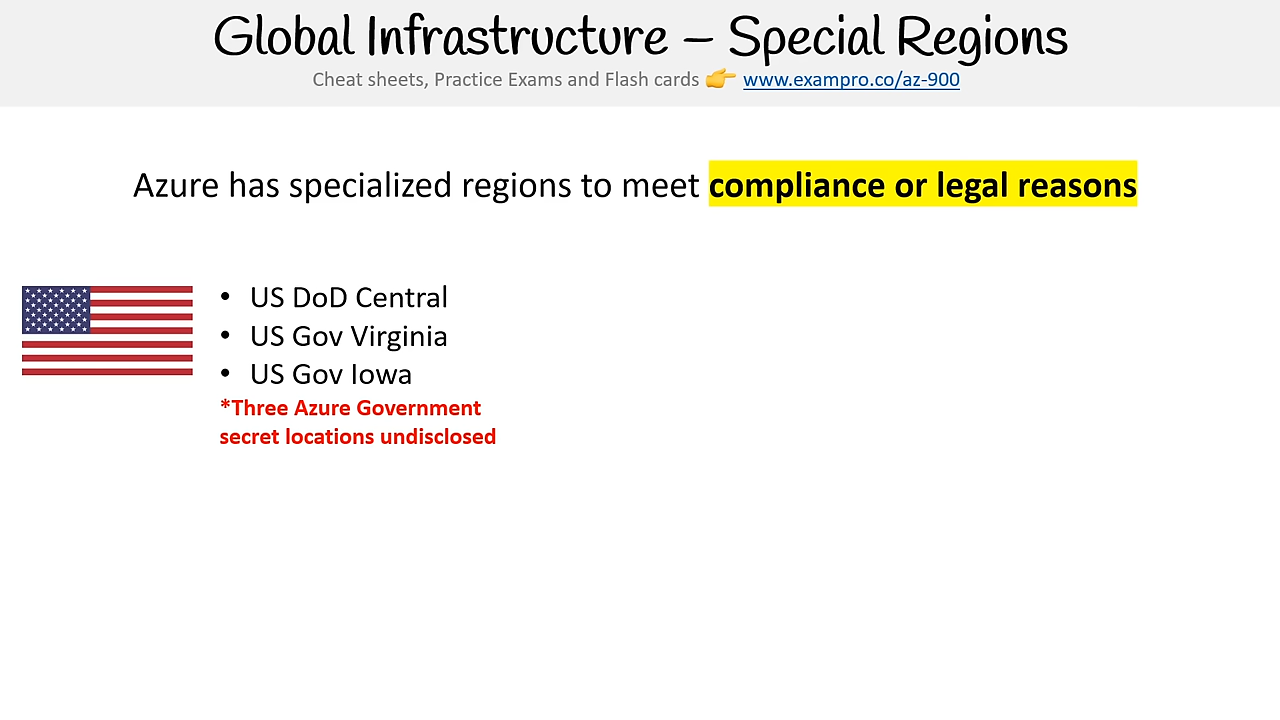 Global Infrastructure – Special Regions
Cheat sheets, Practice Exams and Flash cards 👉 www.exampro.co/az-900
Azure has specialized regions to meet compliance or legal reasons
• US DoD Central
• US Gov Virginia
• US Gov Iowa
*Three Azure Government
secret locations undisclosed